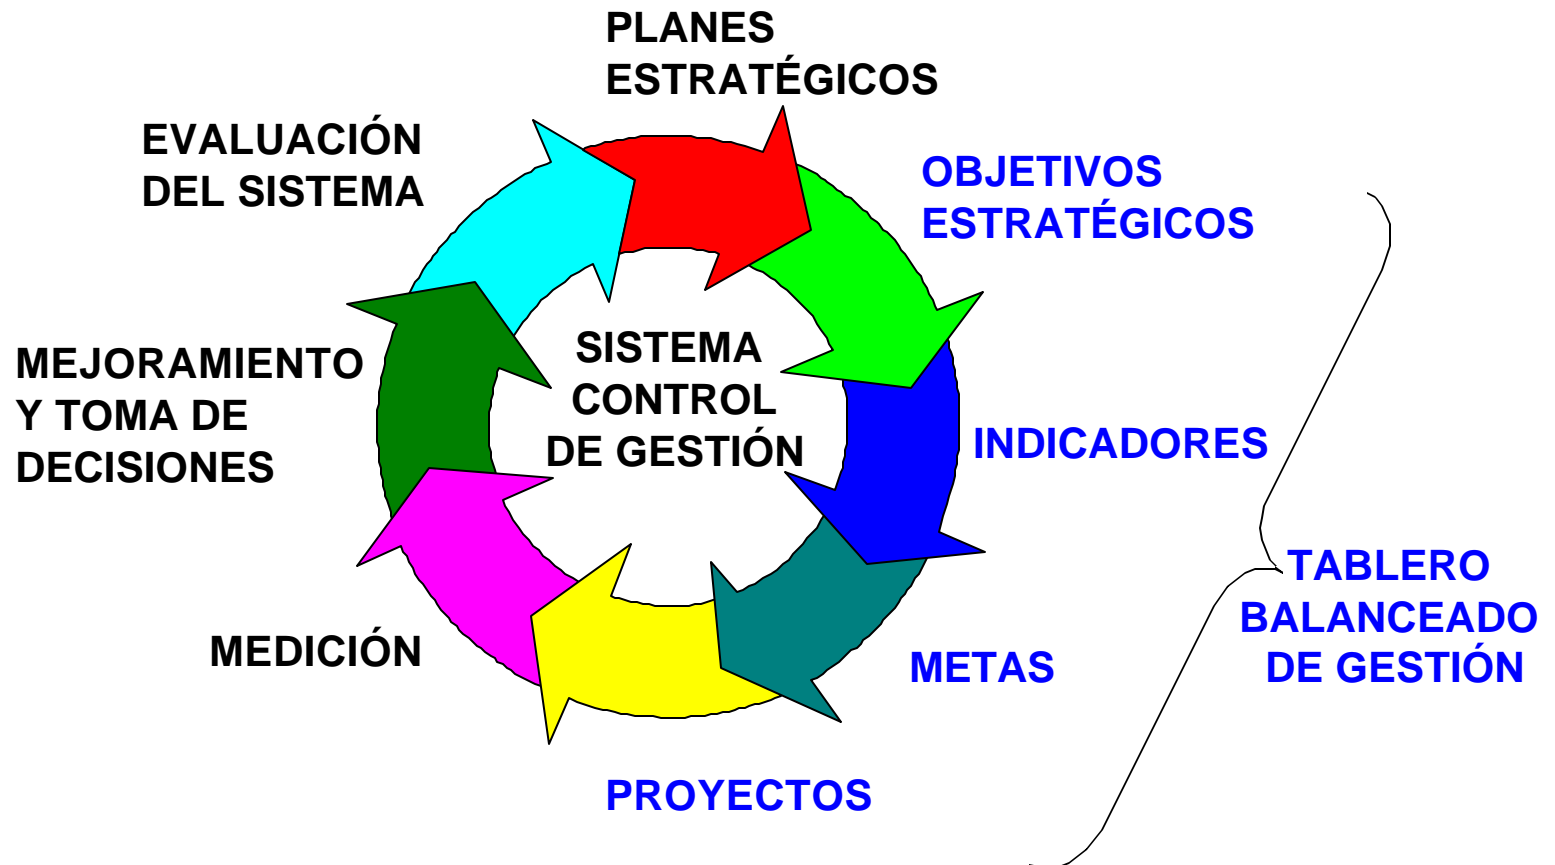 PLANES
ESTRATÉGICOS
EVALUACIÓN
DEL SISTEMA
OBJETIVOS
ESTRATÉGICOS
MEJORAMIENTO
Y TOMA DE
DECISIONES
SISTEMA
CONTROL
DE GESTIÓN
INDICADORES
TABLERO
BALANCEADO
DE GESTIÓN
MEDICIÓN
METAS
PROYECTOS